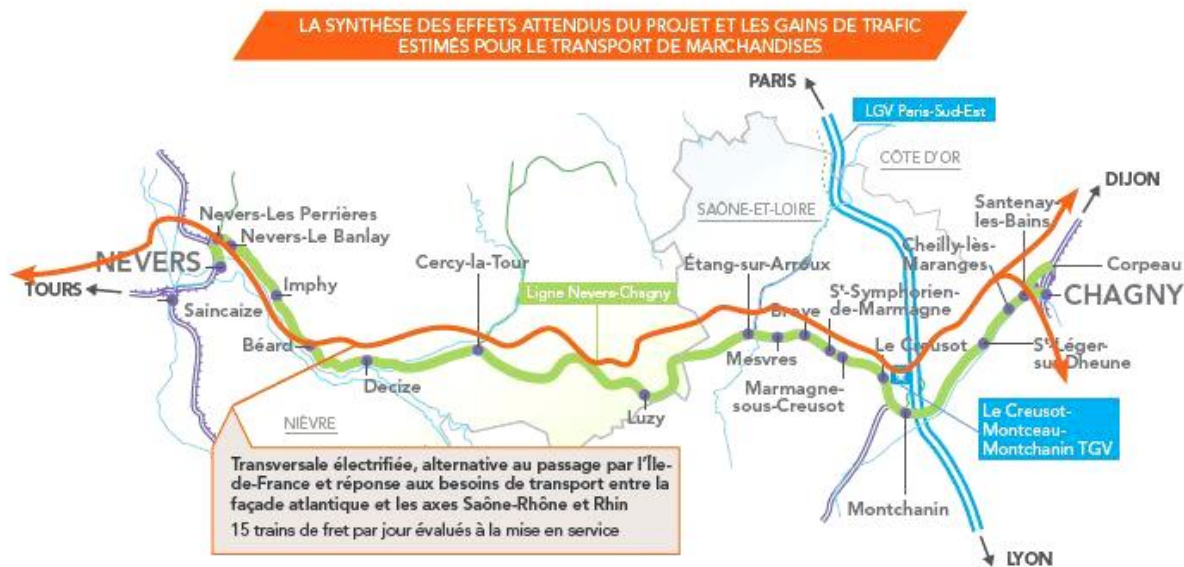 LA SYNTHÈSE DES EFFETS ATTENDUS DU PROJET ET LES GAINS DE TRAFIC
ESTIMÉS POUR LE TRANSPORT DE MARCHANDISES
PARIS
LGV Paris-Sud-Est
CÔTE D'OR
DIJON
SAÔNE-ET-LOIRE
Santenay-
les-Bains
Nevers-Les Perrières
Nevers-Le Banlay
NEVERS
Cercy-la-Tour
Étang-sur-Arroux
Cheilly-lès-
Maranges
Corpeau
TOURS
Imphy
Ligne Nevers-Chagny
St-Symphorien-
de-Marmagne
CHAGNY
Saincaize
Broye
Béard
Mesvres
Le Creusot
St-Léger-
sur-Dheune
Decize
Marmagne-
sous-Creusot
Luzy
NIÈVRE
Le Creusot-
Montceau-
Montchanin TGV
Transversale électrifiée, alternative au passage par l'Île-
de-France et réponse aux besoins de transport entre la
façade atlantique et les axes Saône-Rhône et Rhin
15 trains de fret par jour évalués à la mise en service
Montchanin
LYON